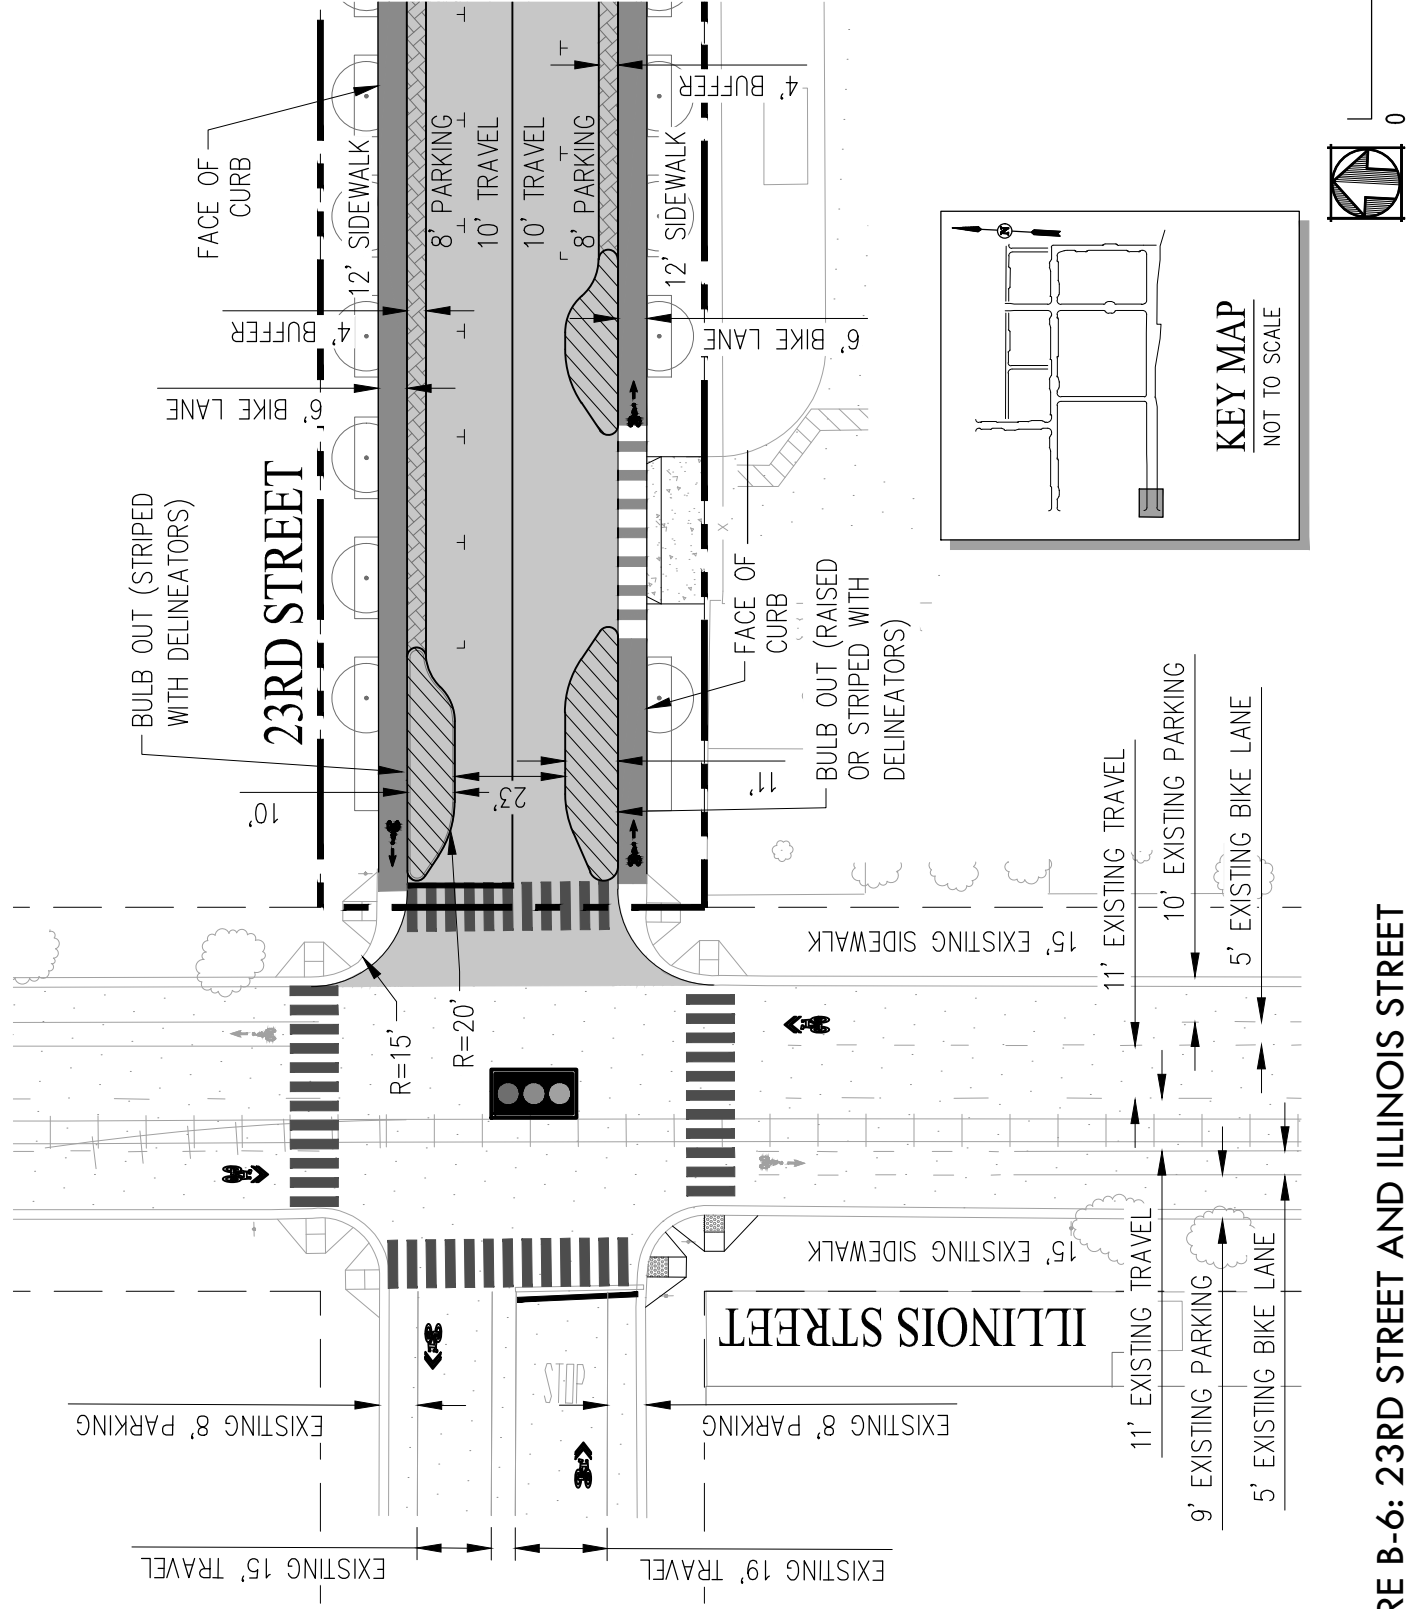 FACE OF
CURB
12' SIDEWALK
8' PARKING
10' TRAVEL
10' TRAVEL
8' PARKING
12' SIDEWALK
4' BUFFER
4' BUFFER
6' BIKE LANE
6' BIKE LANE
23RD STREET
BULB OUT (STRIPED
WITH DELINEATORS)
10'
23'
11'
FACE OF
CURB
BULB OUT (RAISED
OR STRIPED WITH
DELINEATORS)
R=15'
R=20'
15' EXISTING SIDEWALK
15' EXISTING SIDEWALK
11' EXISTING TRAVEL
10' EXISTING PARKING
5' EXISTING BIKE LANE
11' EXISTING TRAVEL
9' EXISTING PARKING
5' EXISTING BIKE LANE
ILLINOIS STREET
STOP
EXISTING 8' PARKING
EXISTING 8' PARKING
EXISTING 15' TRAVEL
EXISTING 19' TRAVEL
N
KEY MAP
NOT TO SCALE
0
RE B-6: 23RD STREET AND ILLINOIS STREET